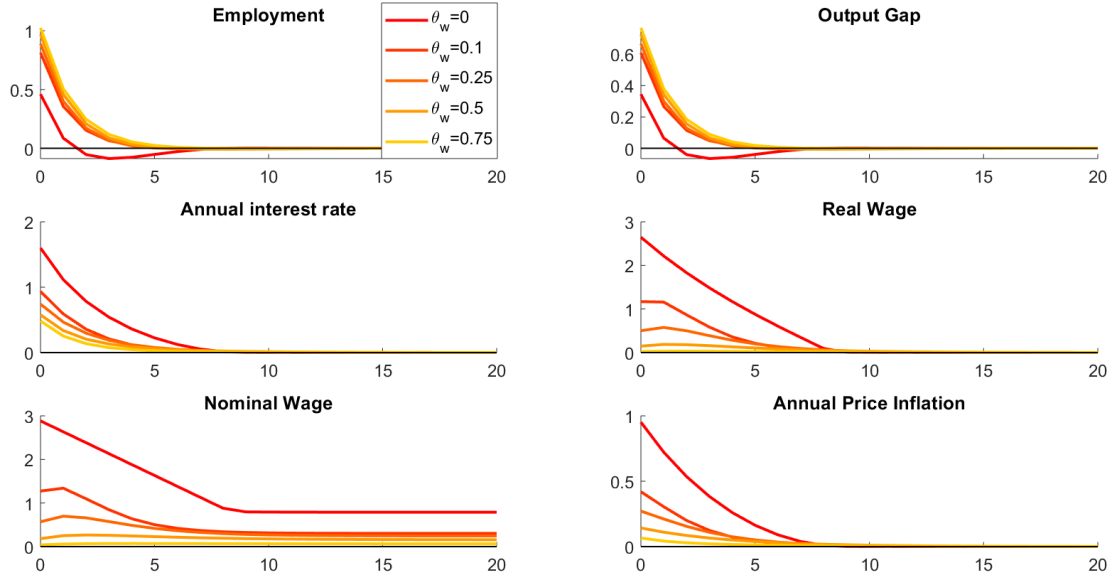 Employment
1
0.5
0
0 5 10 15 20
θw=0
θw=0.1
θw=0.25
θw=0.5
θw=0.75
Output Gap
0.6
0.4
0.2
0
0 5 10 15 20
Annual interest rate
2
1
0
0 5 10 15 20
Real Wage
3
2
1
0
0 5 10 15 20
Nominal Wage
3
2
1
0
0 5 10 15 20
Annual Price Inflation
1
0.5
0
0 5 10 15 20